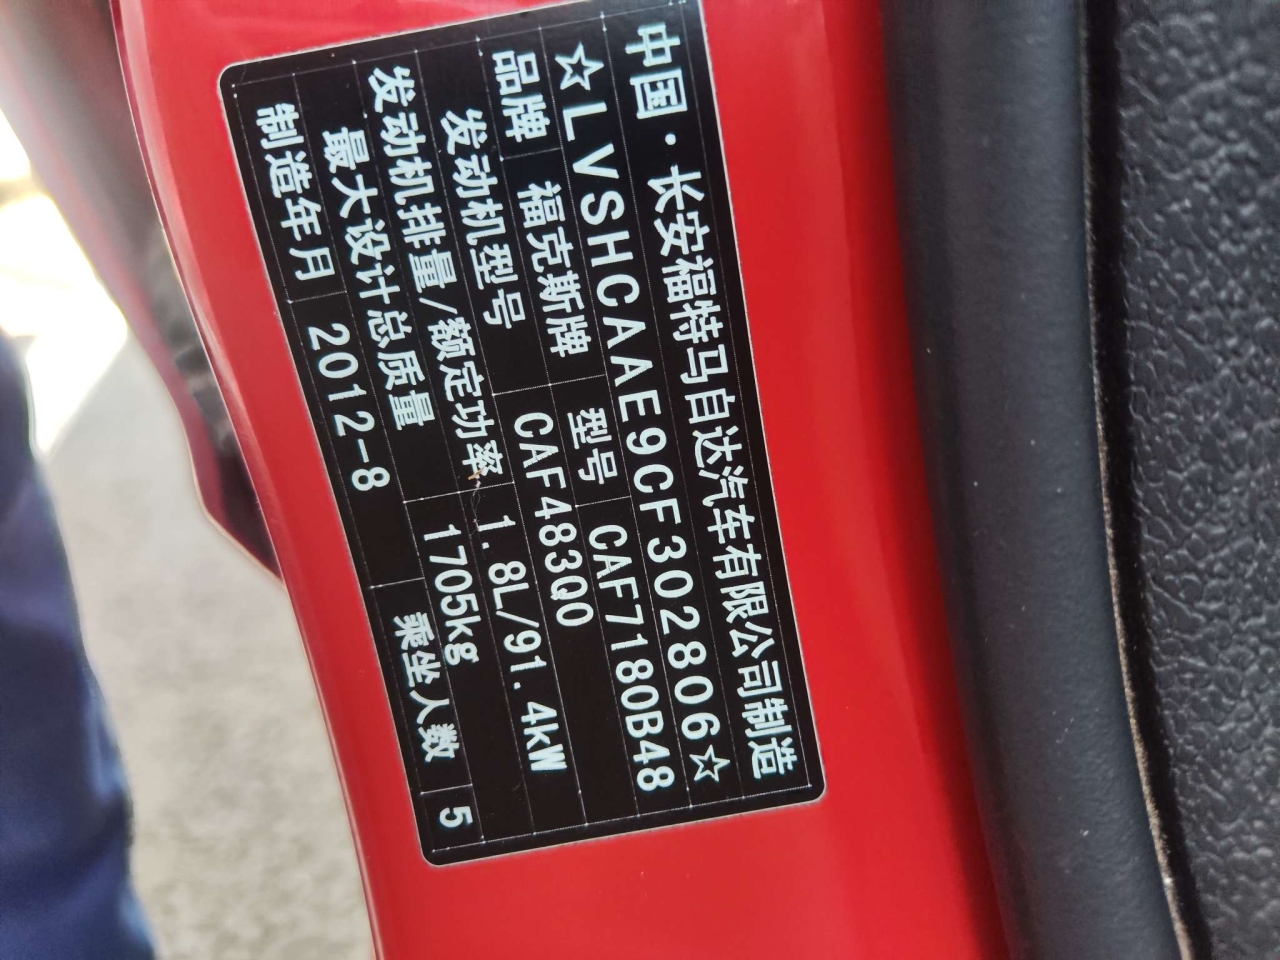 中国·长安福特马自达汽车有限公司制造
☆LVSHCAAE9CF302806☆
品牌 福克斯牌 型号 CAF7180B48
发动机型号 CAF483Q0
发动机排量/额定功率 1.8L/91.4kW
最大设计总质量 1705kg
制造年月 2012-8 乘坐人数 5